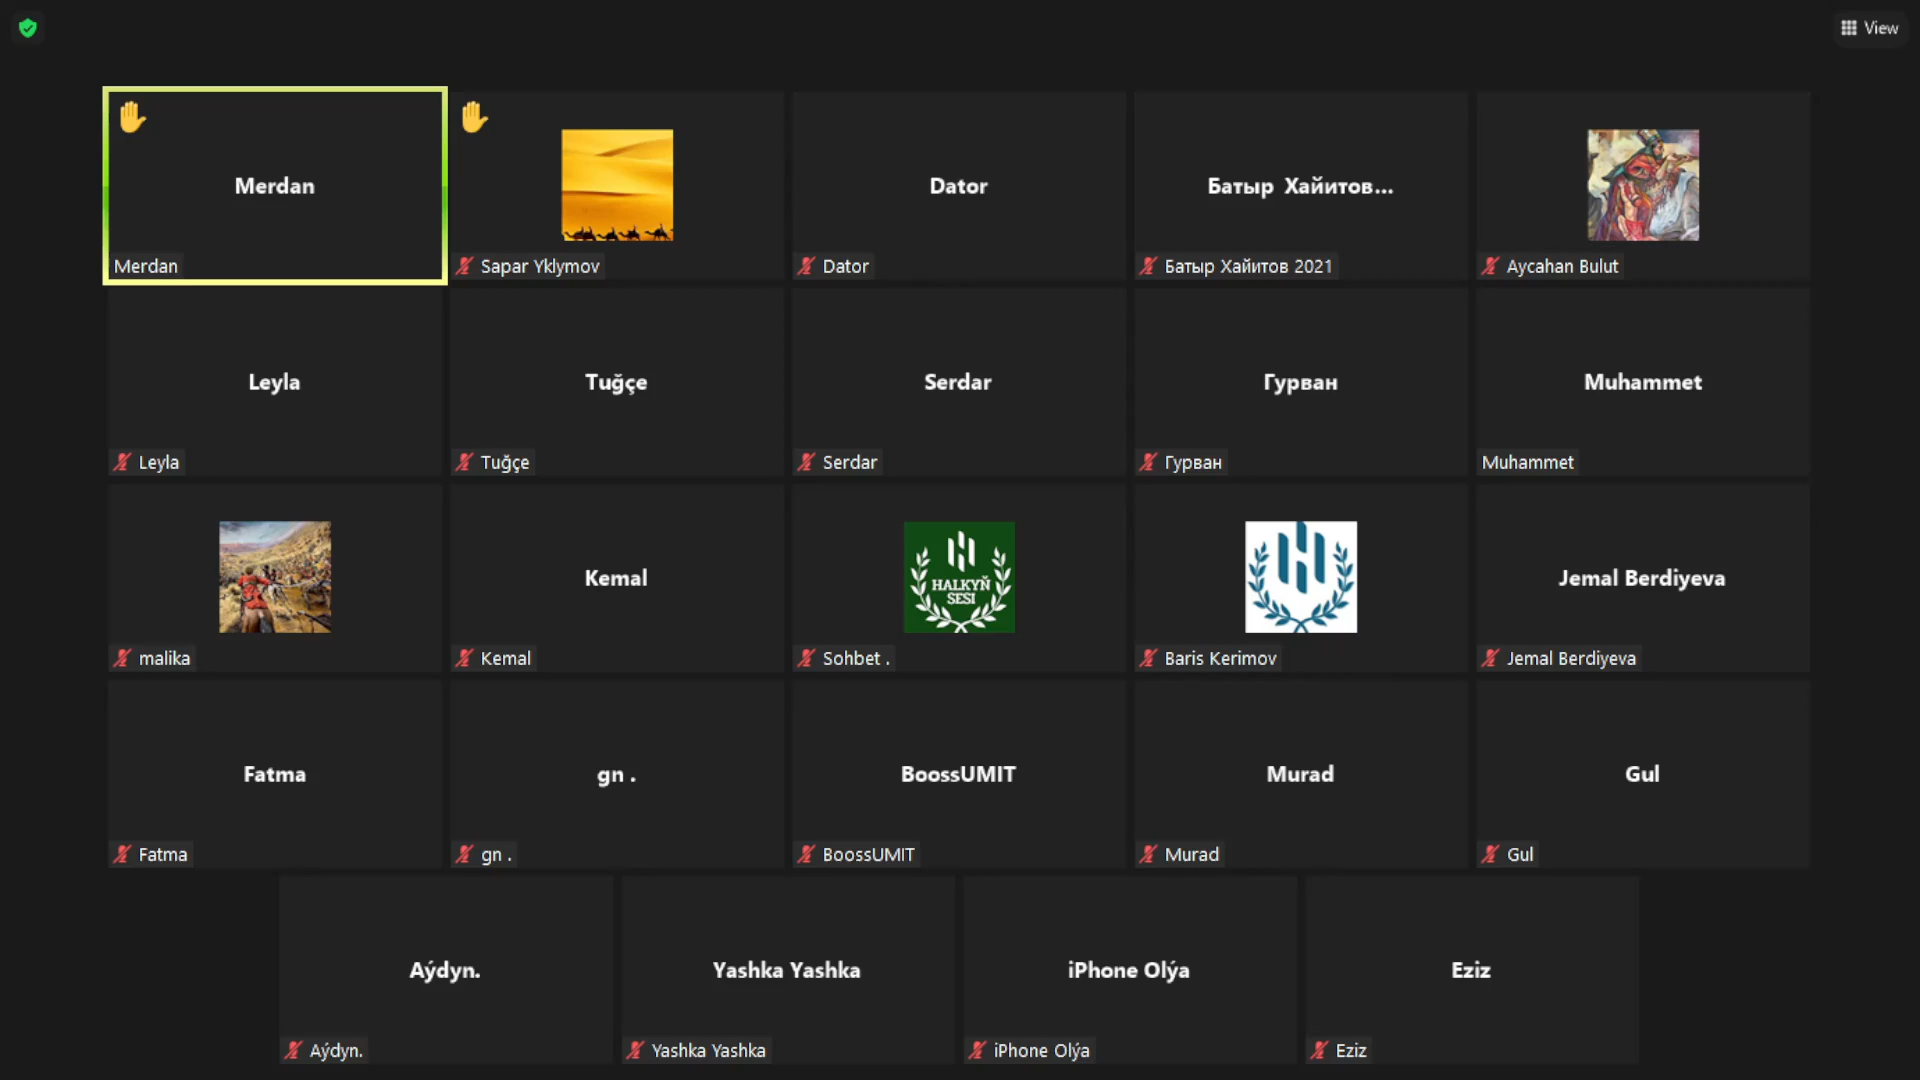 View
Merdan
Merdan
Sapar Yklymov
Dator
Dator
Батыр Хайитов...
Батыр Хайитов 2021
Aycahan Bulut
Leyla
Leyla
Tuğçe
Tuğçe
Serdar
Serdar
Гурван
Гурван
Muhammet
Muhammet
malika
Kemal
Kemal
HALKYŇ
SESI
Sohbet .
Baris Kerimov
Jemal Berdiyeva
Jemal Berdiyeva
Fatma
Fatma
gn .
gn .
BoossUMIT
BoossUMIT
Murad
Murad
Gul
Gul
Aýdyn.
Aýdyn.
Yashka Yashka
Yashka Yashka
iPhone Olýa
iPhone Olýa
Eziz
Eziz